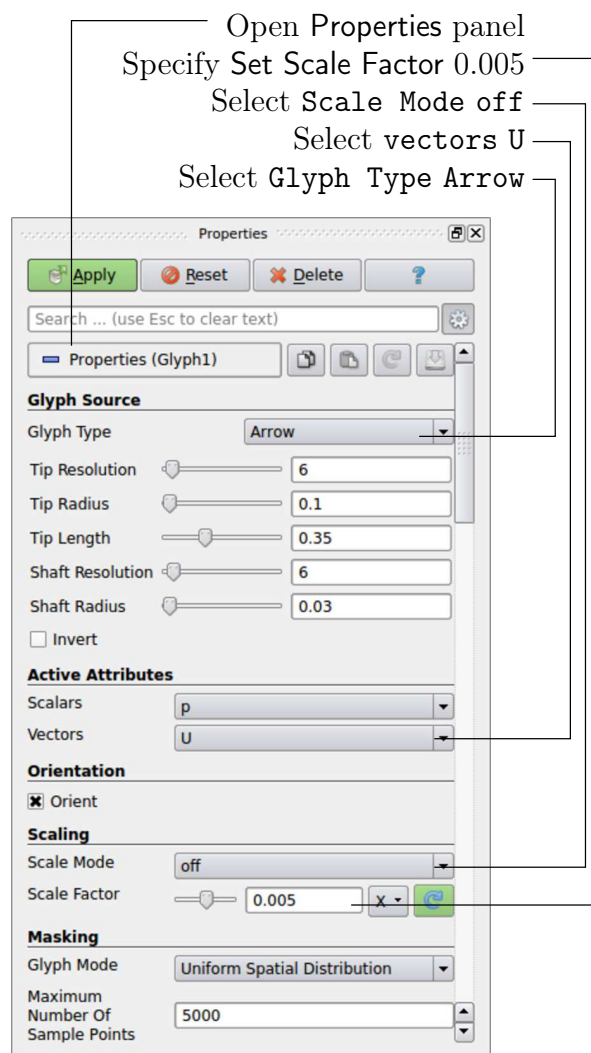 Open Properties panel
Specify Set Scale Factor 0.005
Select Scale Mode off
Select vectors U
Select Glyph Type Arrow
Properties
Apply Reset Delete ?
Search ... (use Esc to clear text)
Properties (Glyph1)
Glyph Source
Glyph Type Arrow
Tip Resolution 6
Tip Radius 0.1
Tip Length 0.35
Shaft Resolution 6
Shaft Radius 0.03
Invert
Active Attributes
Scalars p
Vectors U
Orientation
Orient
Scaling
Scale Mode off
Scale Factor 0.005 X
Masking
Glyph Mode Uniform Spatial Distribution
Maximum
Number Of 5000
Sample Points